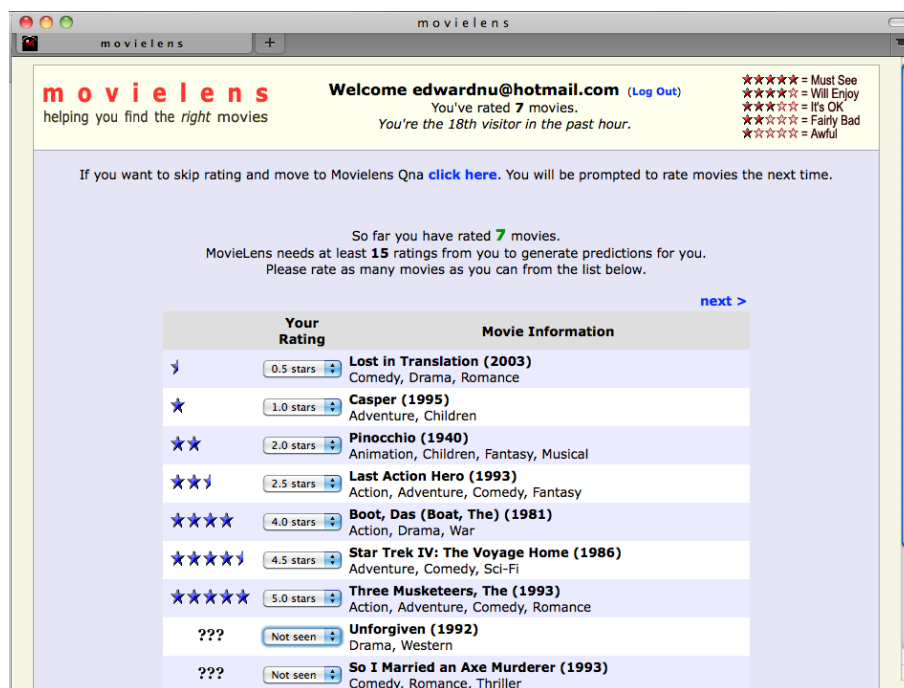 movielens
movielens
+
movielens
helping you find the right movies
Welcome edwardnu@hotmail.com (Log Out)
You've rated 7 movies.
You're the 18th visitor in the past hour.
★★★★★ = Must See
★★★★☆ = Will Enjoy
★★★☆☆ = It's OK
★★☆☆☆ = Fairly Bad
★☆☆☆☆ = Awful
If you want to skip rating and move to Movielens Qna click here. You will be prompted to rate movies the next time.
So far you have rated 7 movies.
MovieLens needs at least 15 ratings from you to generate predictions for you.
Please rate as many movies as you can from the list below.
next >
Your
Rating
Movie Information
0.5 stars
Lost in Translation (2003)
Comedy, Drama, Romance
1.0 stars
Casper (1995)
Adventure, Children
2.0 stars
Pinocchio (1940)
Animation, Children, Fantasy, Musical
2.5 stars
Last Action Hero (1993)
Action, Adventure, Comedy, Fantasy
4.0 stars
Boot, Das (Boat, The) (1981)
Action, Drama, War
4.5 stars
Star Trek IV: The Voyage Home (1986)
Adventure, Comedy, Sci-Fi
5.0 stars
Three Musketeers, The (1993)
Action, Adventure, Comedy, Romance
???
Not seen
Unforgiven (1992)
Drama, Western
???
Not seen
So I Married an Axe Murderer (1993)
Comedy, Romance, Thriller